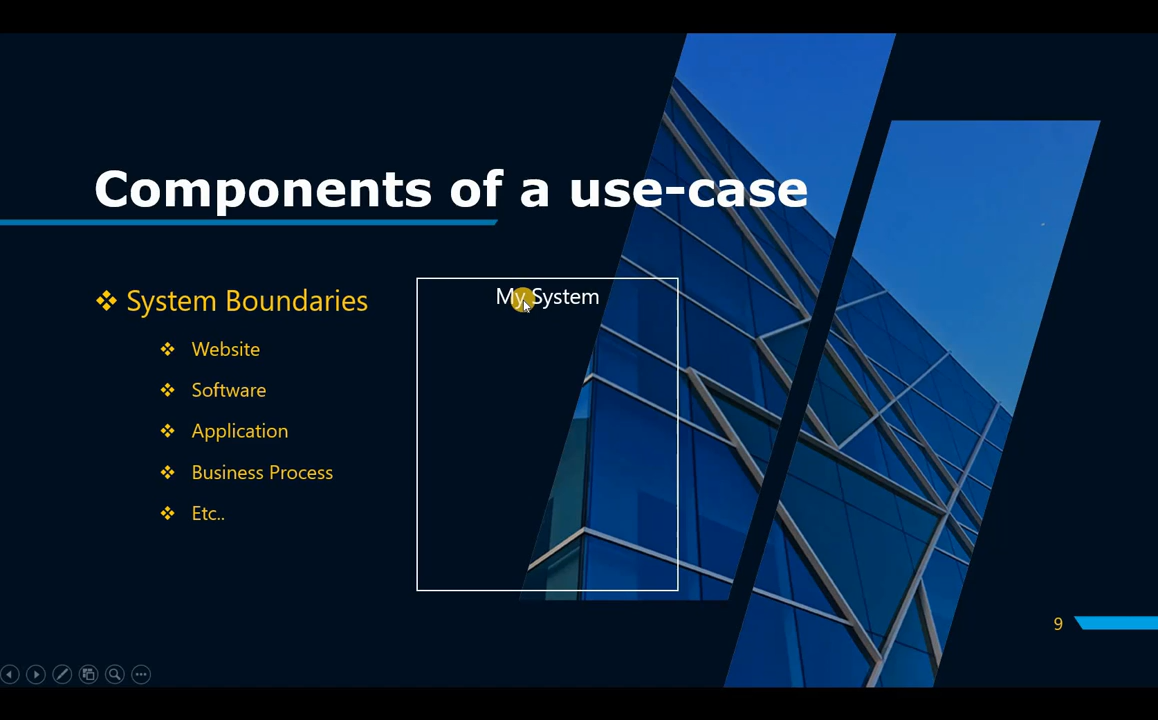 Components of a use-case
System Boundaries
My System
Website
Software
Application
Business Process
Etc..
9